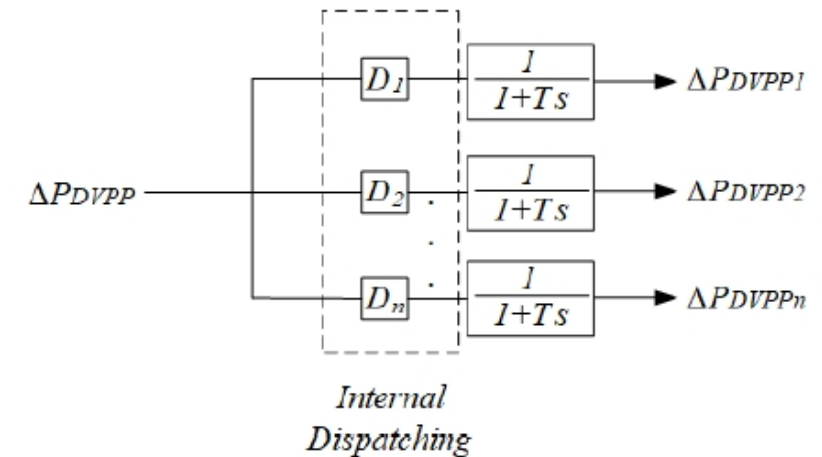 D1 1 ΔPDVPP1
1+Ts
ΔPDVPP D2 1 ΔPDVPP2
1+Ts
Dn 1 ΔPDVPPn
1+Ts
Internal
Dispatching